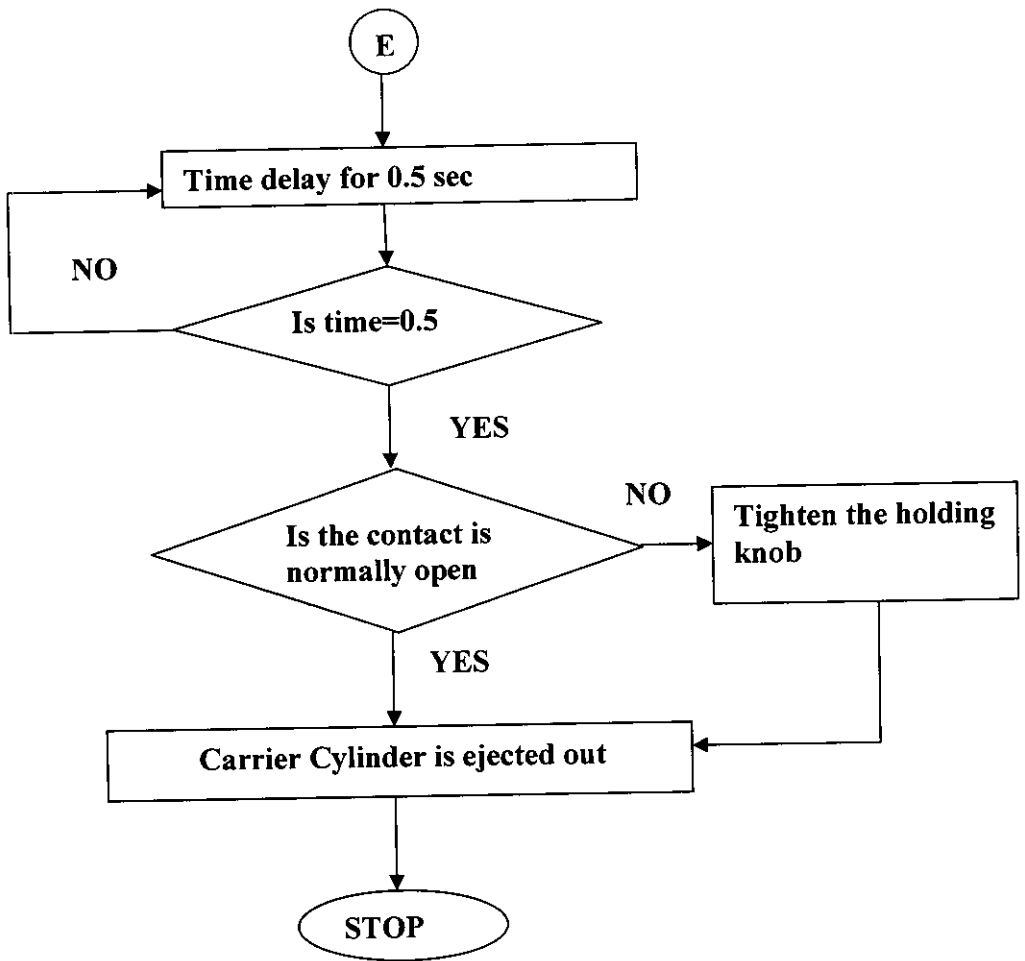 E
Time delay for 0.5 sec
NO
Is time=0.5
YES
Is the contact is
normally open
NO
Tighten the holding
knob
YES
Carrier Cylinder is ejected out
STOP